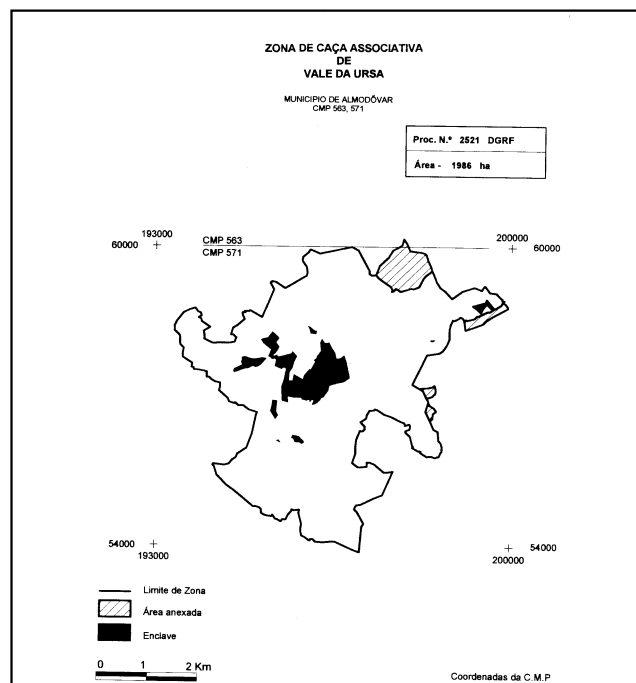 ZONA DE CAÇA ASSOCIATIVA
DE
VALE DA URSA
MUNICIPIO DE ALMODÔVAR
CMP 563, 571
Proc. N.º 2521 DGRF
Área - 1986 ha
193000
60000
CMP 563
CMP 571
200000
60000
54000
193000
54000
200000
Limite de Zona
Área anexada
Enclave
0 1 2 Km
Coordenadas da C.M.P